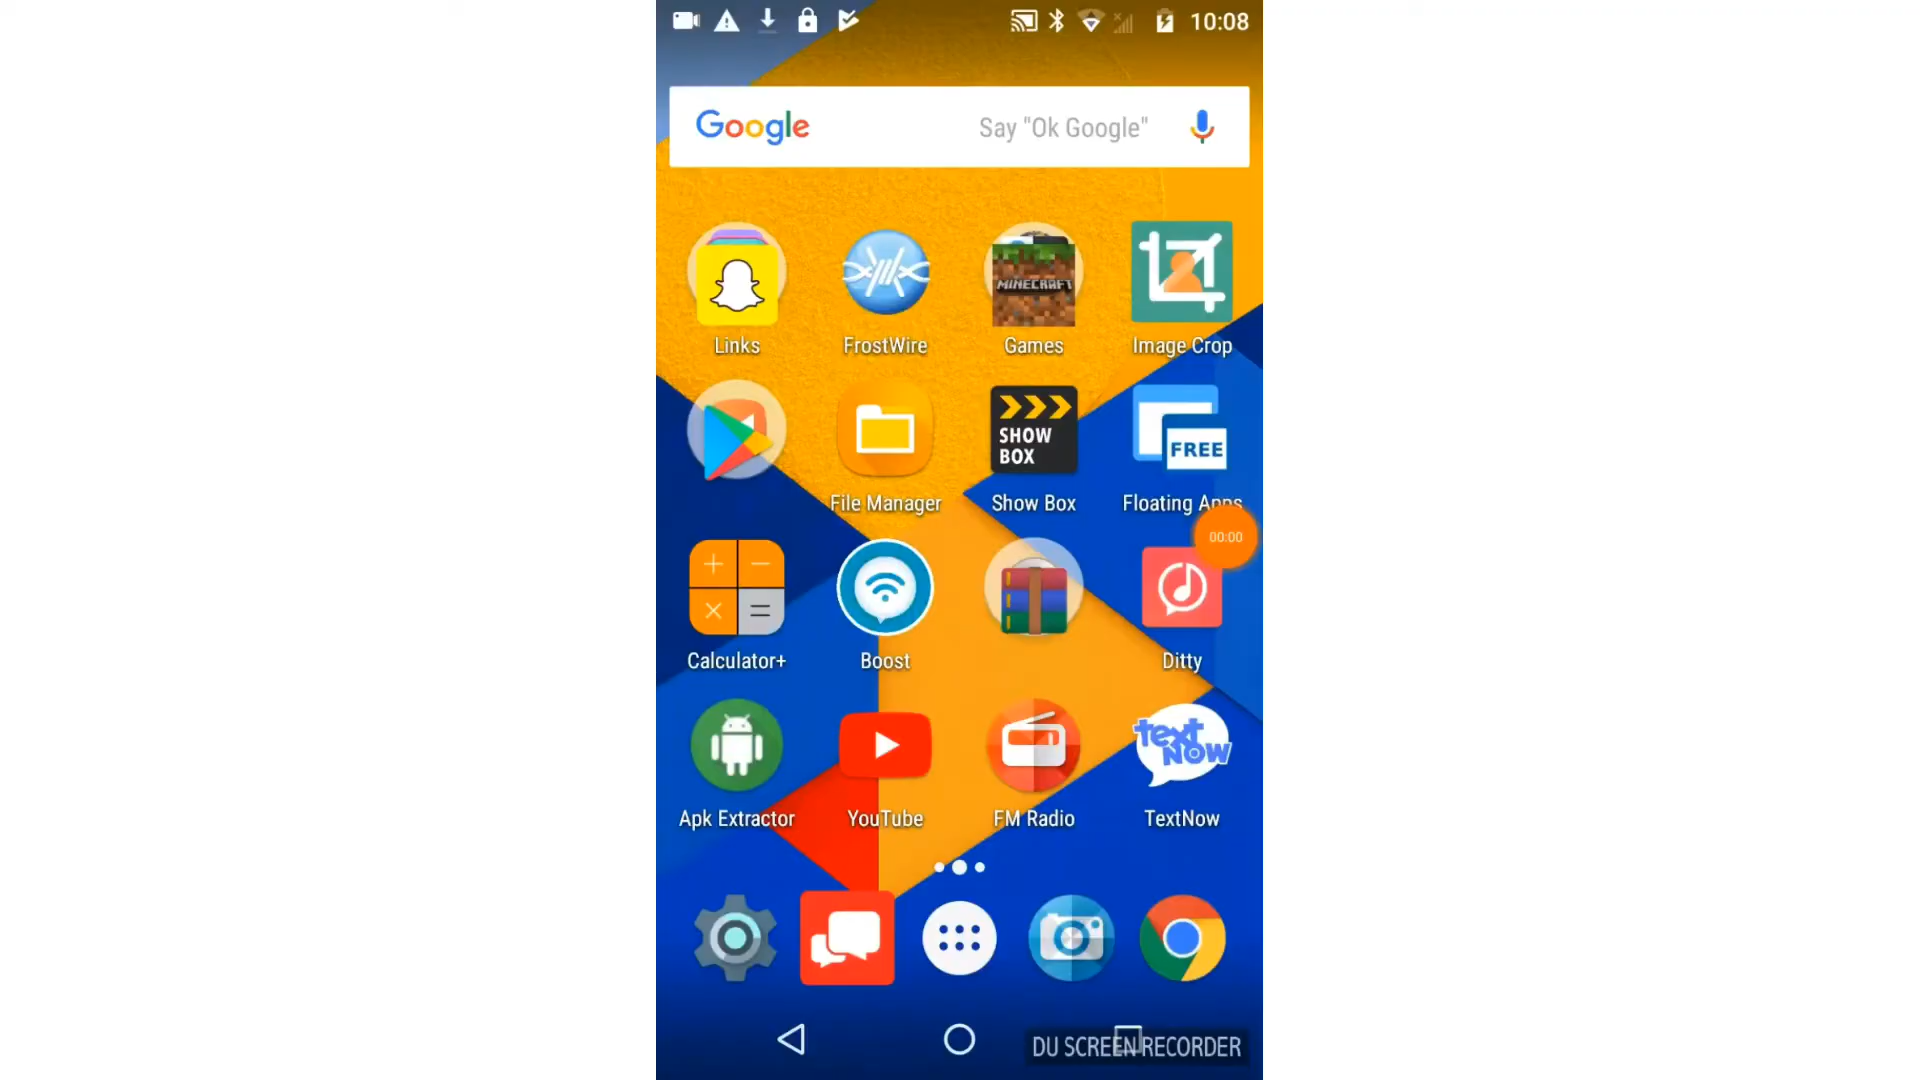 10:08
Google Say "Ok Google"
MINECRAFT
Links FrostWire Games Image Crop
SHOW
BOX
FREE
File Manager Show Box Floating Apps
00:00
Calculator+ Boost Ditty
text
NOW
Apk Extractor YouTube FM Radio TextNow
DU SCREEN RECORDER